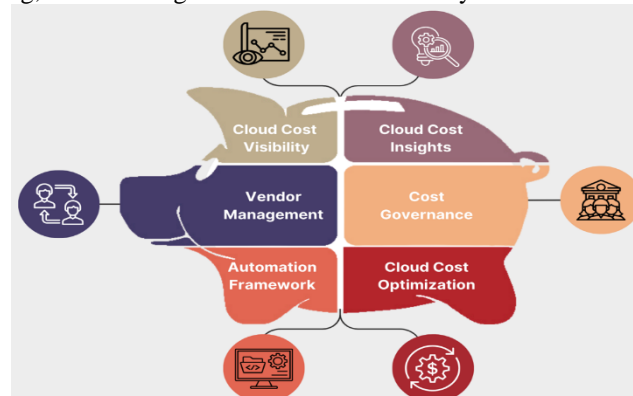 g,
y
Cloud Cost
Visibility
Cloud Cost
Insights
Vendor
Management
Cost
Governance
Automation
Framework
Cloud Cost
Optimization